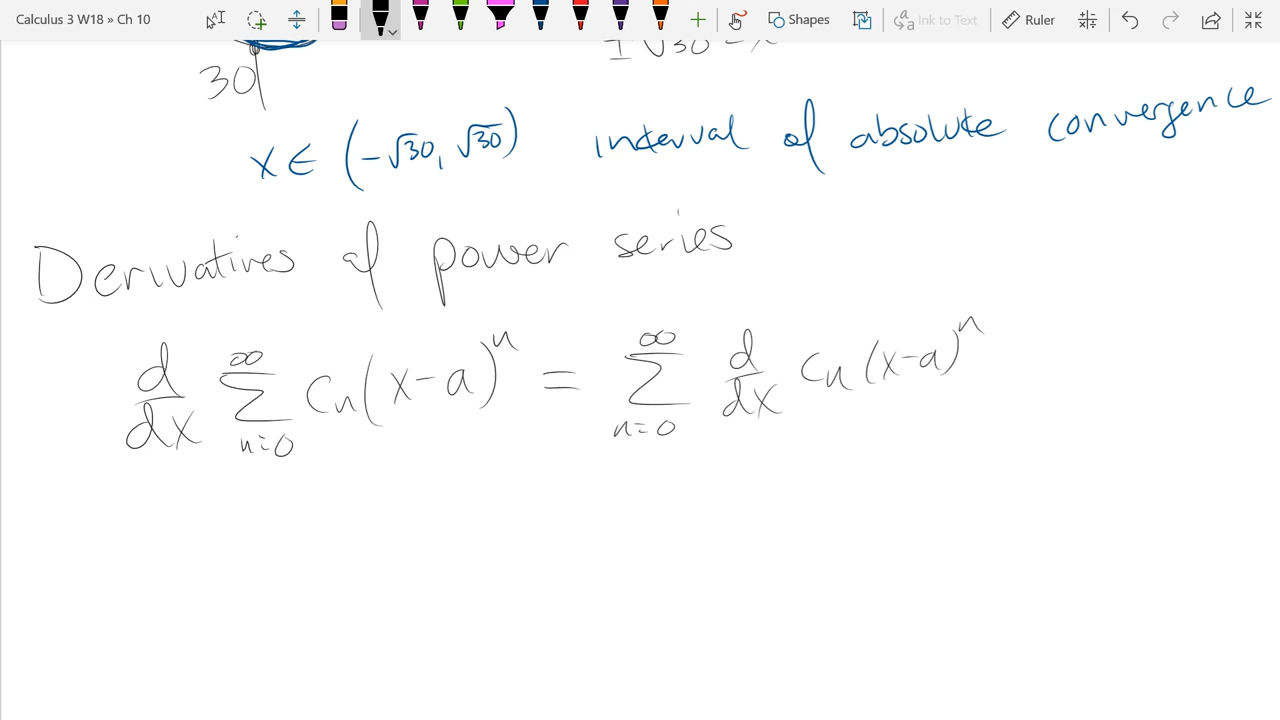 Calculus 3 W18 » Ch 10
Shapes
Ink to Text
Ruler
30
± √30
x ∈ (-√30, √30) interval of absolute convergence
Derivatives of power series
d/dx ∑_{n=0}^{∞} Cn(x-a)^n = ∑_{n=0}^{∞} d/dx Cn(x-a)^n